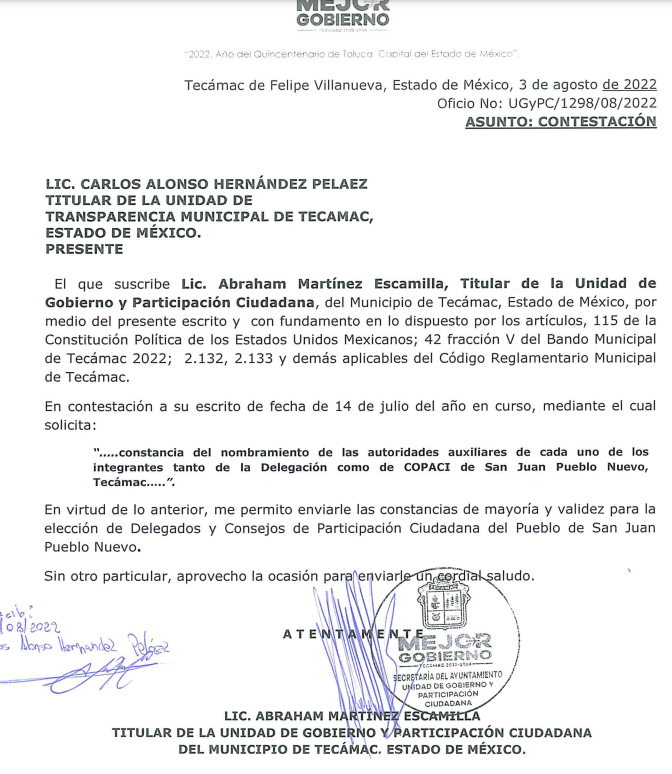 MEJOR
GOBIERNO
"2022. Año del Quincentenario de Toluca. Capital del Estado de México".
Tecámac de Felipe Villanueva, Estado de México, 3 de agosto de 2022
Oficio No: UGyPC/1298/08/2022
ASUNTO: CONTESTACIÓN
LIC. CARLOS ALONSO HERNÁNDEZ PELAEZ
TITULAR DE LA UNIDAD DE
TRANSPARENCIA MUNICIPAL DE TECAMAC,
ESTADO DE MÉXICO.
PRESENTE
El que suscribe Lic. Abraham Martínez Escamilla, Titular de la Unidad de
Gobierno y Participación Ciudadana, del Municipio de Tecámac, Estado de México, por
medio del presente escrito y con fundamento en lo dispuesto por los artículos, 115 de la
Constitución Política de los Estados Unidos Mexicanos; 42 fracción V del Bando Municipal
de Tecámac 2022; 2.132, 2.133 y demás aplicables del Código Reglamentario Municipal
de Tecámac.
En contestación a su escrito de fecha de 14 de julio del año en curso, mediante el cual
solicita:
".....constancia del nombramiento de las autoridades auxiliares de cada uno de los
integrantes tanto de la Delegación como de COPACI de San Juan Pueblo Nuevo,
Tecámac.....".
En virtud de lo anterior, me permito enviarle las constancias de mayoría y validez para la
elección de Delegados y Consejos de Participación Ciudadana del Pueblo de San Juan
Pueblo Nuevo.
Sin otro particular, aprovecho la ocasión para enviarle un cordial saludo.
/08/2022
Alonso Hernandez Peláez
ATENTAMENTE
MEJOR
GOBIERNO
SECRETARÍA DEL AYUNTAMIENTO
UNIDAD DE GOBIERNO Y
PARTICIPACIÓN
CIUDADANA
LIC. ABRAHAM MARTÍNEZ ESCAMILLA
TITULAR DE LA UNIDAD DE GOBIERNO Y PARTICIPACIÓN CIUDADANA
DEL MUNICIPIO DE TECÁMAC. ESTADO DE MÉXICO.